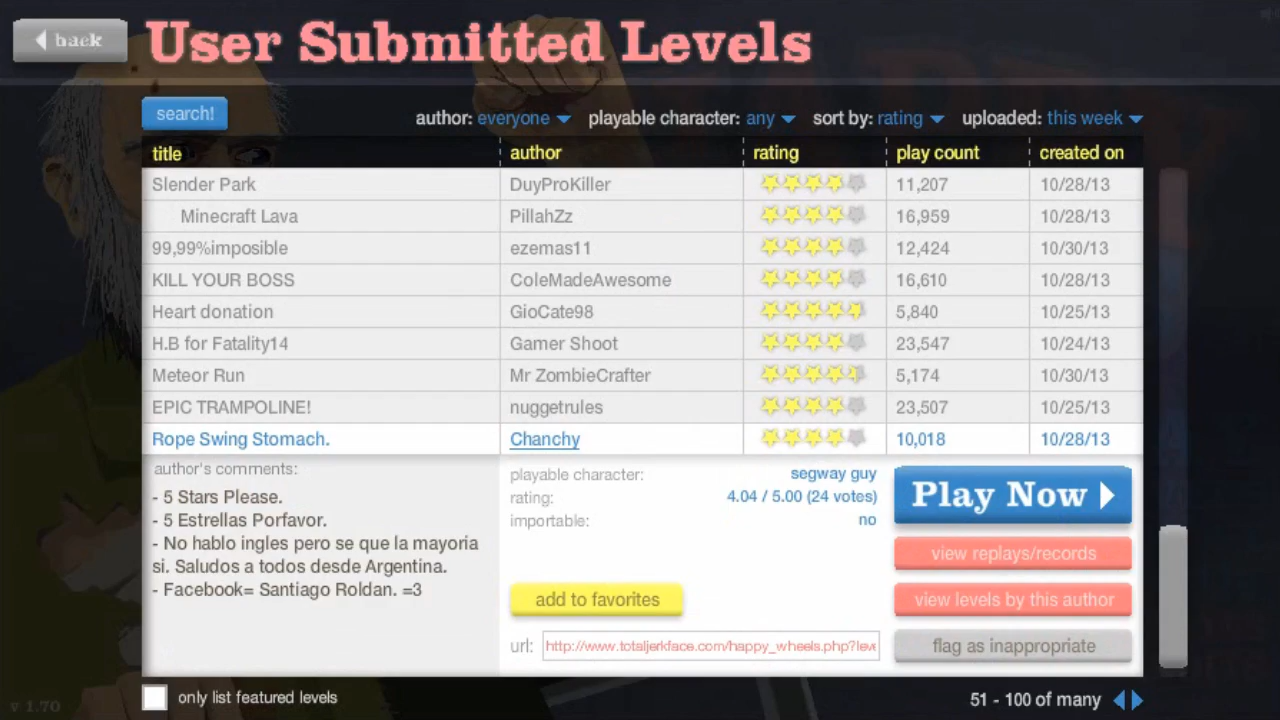 back
User Submitted Levels
search!
author: everyone playable character: any sort by: rating uploaded: this week
title author rating play count created on
Slender Park DuyProKiller 11,207 10/28/13
Minecraft Lava PillahZz 16,959 10/28/13
99,99%imposible ezemas11 12,424 10/30/13
KILL YOUR BOSS ColeMadeAwesome 16,610 10/28/13
Heart donation GioCate98 5,840 10/25/13
H.B for Fatality14 Gamer Shoot 23,547 10/24/13
Meteor Run Mr ZombieCrafter 5,174 10/30/13
EPIC TRAMPOLINE! nuggetrules 23,507 10/25/13
Rope Swing Stomach. Chanchy 10,018 10/28/13
author's comments:
- 5 Stars Please.
- 5 Estrellas Porfavor.
- No hablo ingles pero se que la mayoria
si. Saludos a todos desde Argentina.
- Facebook= Santiago Roldan. =3
playable character: segway guy
rating: 4.04 / 5.00 (24 votes)
importable: no
add to favorites
url: http://www.totaljerkface.com/happy_wheels.php?leve
Play Now
view replays/records
view levels by this author
flag as inappropriate
only list featured levels
51 - 100 of many
v 1.70